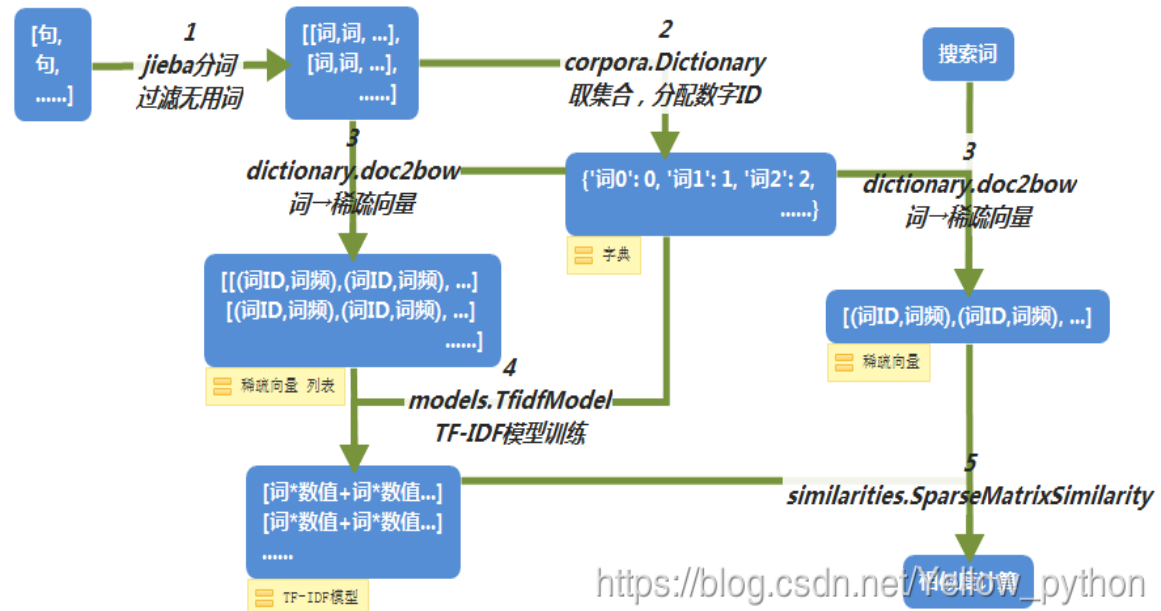 [句,
句,
......]
1
jieba分词
过滤无用词
[[词,词, ...],
[词,词, ...],
......]
2
corpora.Dictionary
取集合，分配数字ID
搜索词
3
dictionary.doc2bow
词→稀疏向量
{'词0': 0, '词1': 1, '词2': 2,
......}
字典
3
dictionary.doc2bow
词→稀疏向量
[[(词ID,词频),(词ID,词频), ...]
[(词ID,词频),(词ID,词频), ...]
......]
稀疏向量 列表
[(词ID,词频),(词ID,词频), ...]
稀疏向量
4
models.TfidfModel
TF-IDF模型训练
5
similarities.SparseMatrixSimilarity
[词*数值+词*数值...]
[词*数值+词*数值...]
......
TF-IDF模型
相似度计算
https://blog.csdn.net/Yellow_python